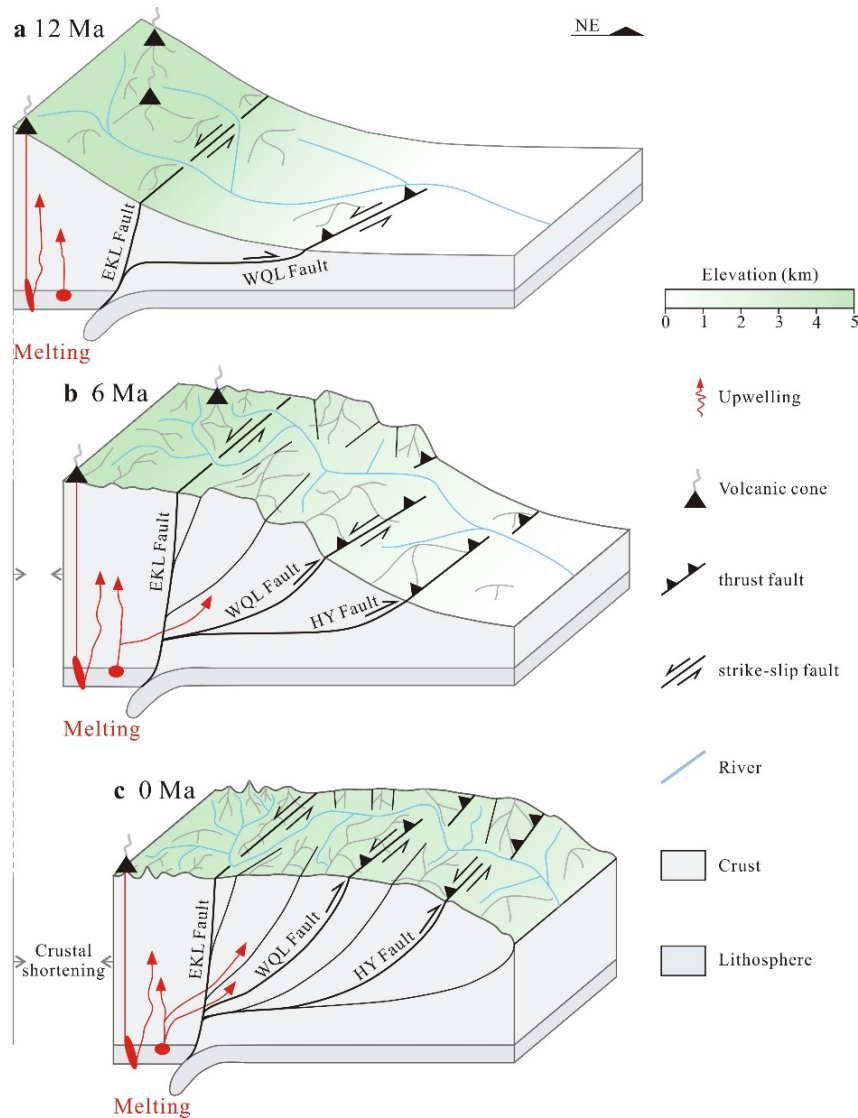 a 12 Ma
NE
EKL Fault
WQL Fault
Melting
Elevation (km)
0 1 2 3 4 5
b 6 Ma
Upwelling
Volcanic cone
EKL Fault
WQL Fault
HY Fault
thrust fault
strike-slip fault
Melting
River
c 0 Ma
Crust
EKL Fault
WQL Fault
HY Fault
Crustal
shortening
Lithosphere
Melting